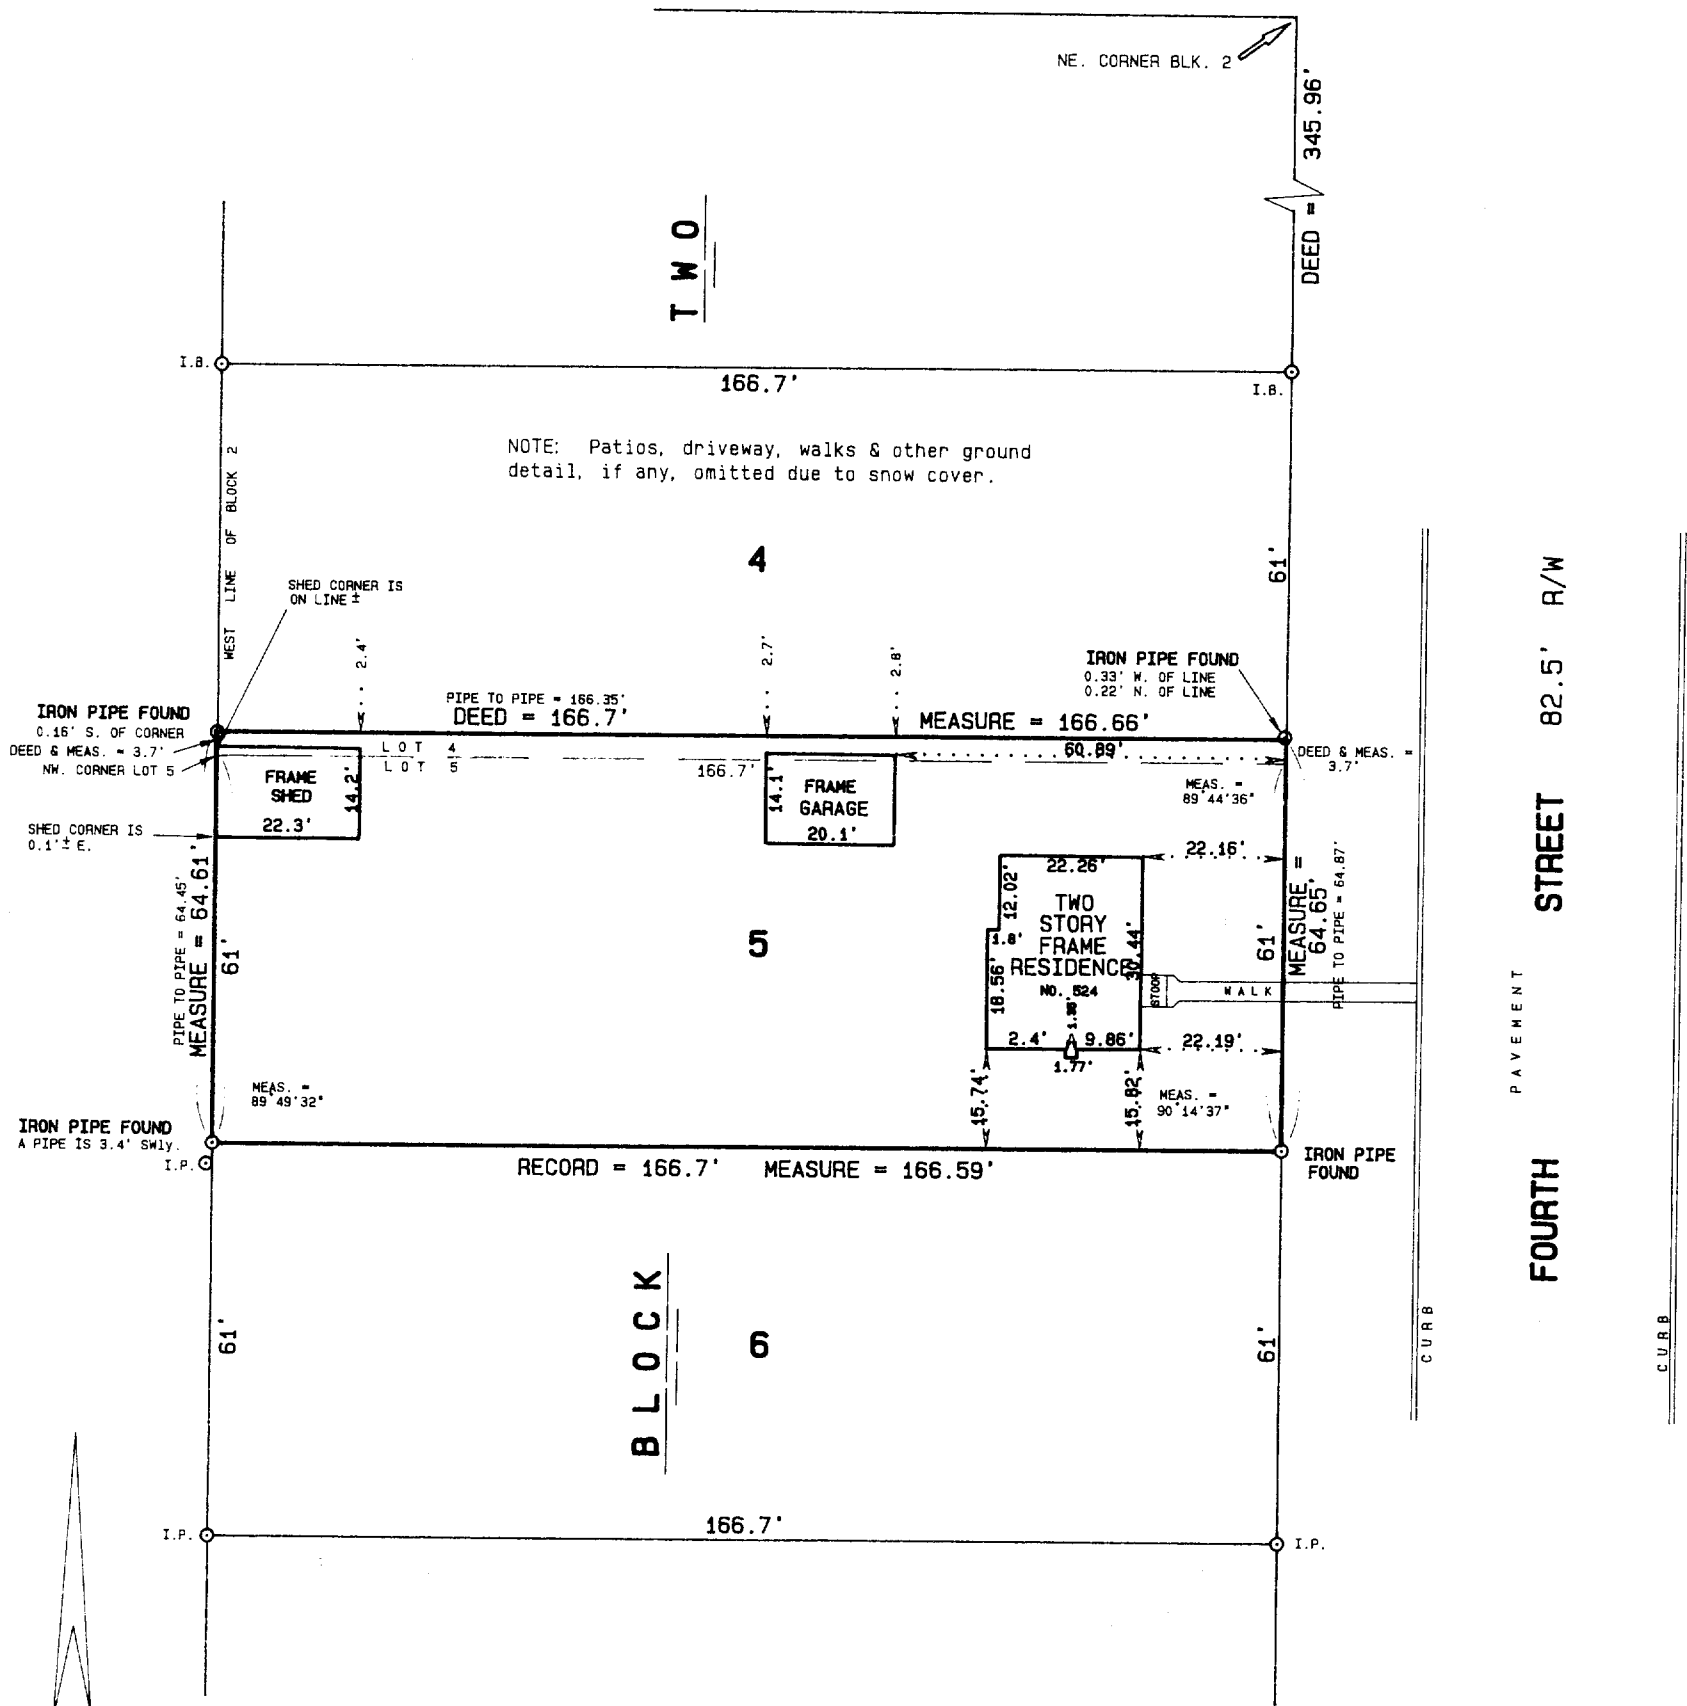 NE. CORNER BLK. 2
DEED = 345.96'
TWO
I.B.
166.7'
I.B.
NOTE: Patios, driveway, walks & other ground
detail, if any, omitted due to snow cover.
WEST LINE OF BLOCK 2
4
61'
SHED CORNER IS
ON LINE ±
2.4'
2.7'
2.8'
IRON PIPE FOUND
0.33' W. OF LINE
0.22' N. OF LINE
IRON PIPE FOUND
0.16' S. OF CORNER
DEED & MEAS. = 3.7'
NW. CORNER LOT 5
PIPE TO PIPE = 166.35'
DEED = 166.7'
MEASURE = 166.66'
LOT 4
LOT 5
166.7'
60.89'
DEED & MEAS. =
3.7'
MEAS. =
89°44'36"
FRAME
SHED
14.2'
22.3'
14.1'
FRAME
GARAGE
20.1'
SHED CORNER IS
0.1'± E.
22.26'
22.16'
12.02'
TWO
STORY
FRAME
RESIDENCE
NO. 524
1.8'
18.56'
30.44'
STOOP
WALK
2.4'
9.86'
1.77'
22.19'
15.74'
15.82'
5
PIPE TO PIPE = 64.45'
MEASURE = 64.61'
61'
61'
MEASURE =
64.65'
PIPE TO PIPE = 64.87'
MEAS. =
89°49'32"
MEAS. =
90°14'37"
IRON PIPE FOUND
A PIPE IS 3.4' SWly.
I.P.
RECORD = 166.7' MEASURE = 166.59'
IRON PIPE
FOUND
BLOCK
6
61'
61'
I.P.
166.7'
I.P.
CURB
PAVEMENT
FOURTH STREET 82.5' R/W
CURB